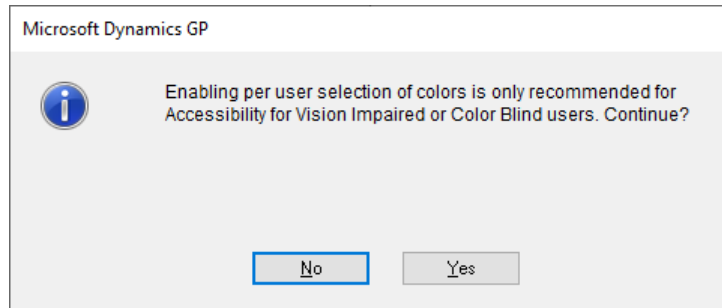 Microsoft Dynamics GP
Enabling per user selection of colors is only recommended for
Accessibility for Vision Impaired or Color Blind users. Continue?
No
Yes